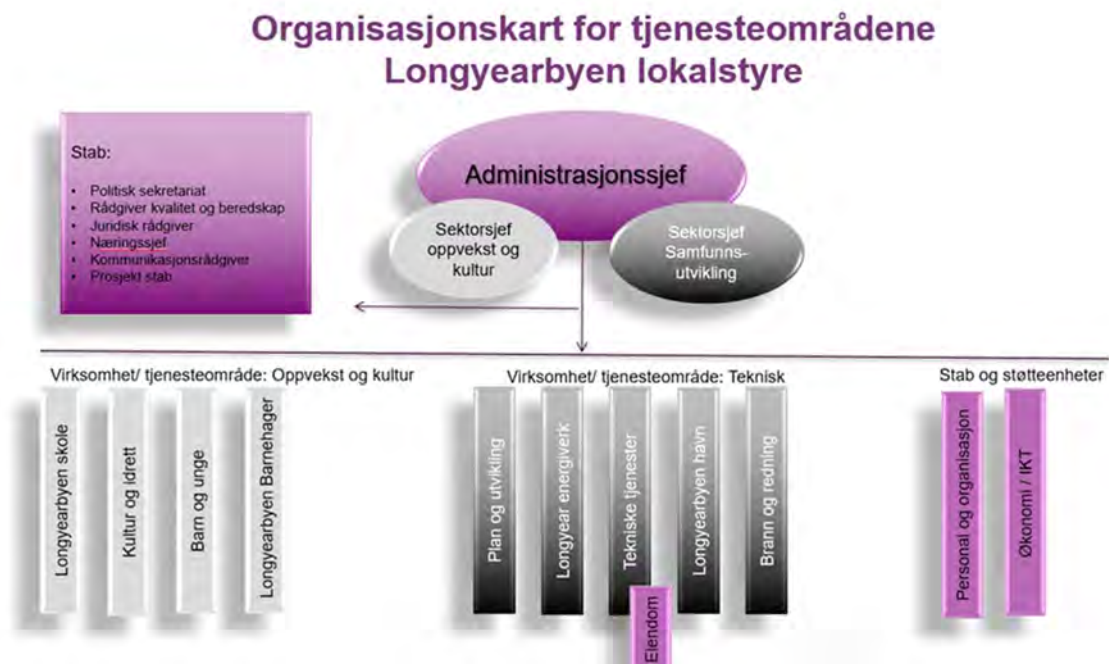 Organisasjonskart for tjenesteområdene
Longyearbyen lokalstyre
Stab:
• Politisk sekretariat
• Rådgiver kvalitet og beredskap
• Juridisk rådgiver
• Næringssjef
• Kommunikasjonsrådgiver
• Prosjekt stab
Administrasjonssjef
Sektorsjef
oppvekst og
kultur
Sektorsjef
Samfunns-
utvikling
Virksomhet/ tjenesteområde: Oppvekst og kultur
Longyearbyen skole
Kultur og idrett
Barn og unge
Longyearbyen Barnehager
Virksomhet/ tjenesteområde: Teknisk
Plan og utvikling
Longyear energiverk
Tekniske tjenester
Longyearbyen havn
Brann og redning
Eiendom
Stab og støtteenheter
Personal og organisasjon
Økonomi / IKT